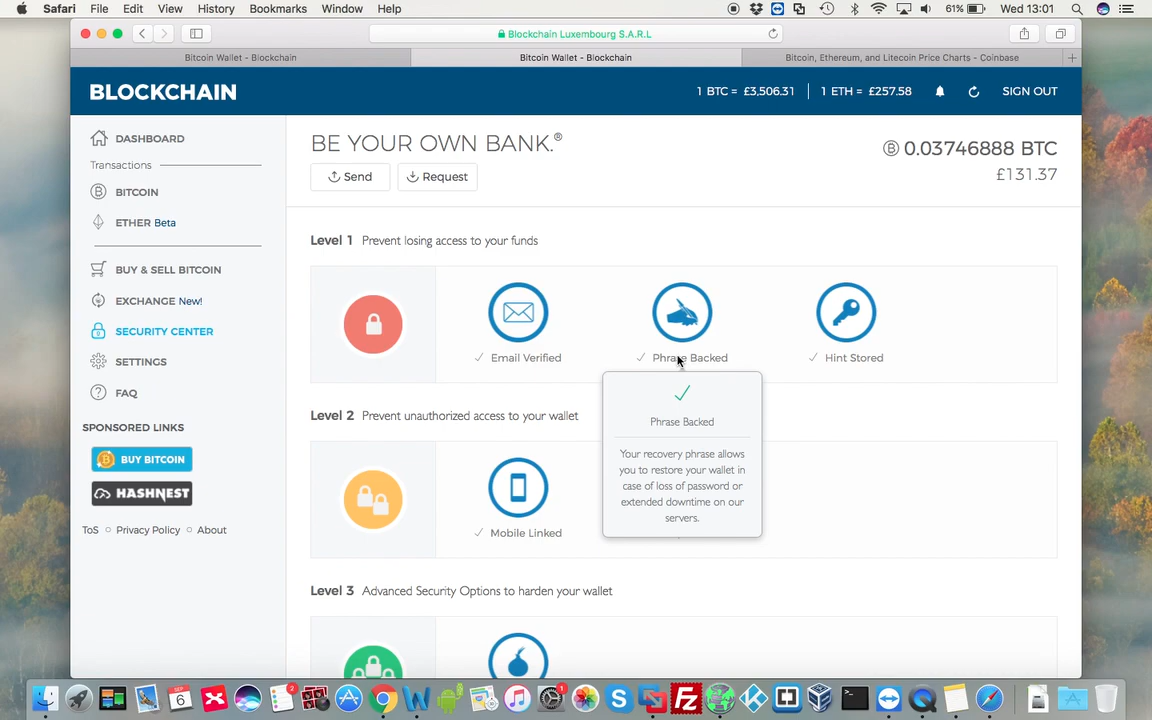 Safari File Edit View History Bookmarks Window Help 61% Wed 13:01
Blockchain Luxembourg S.A.R.L
Bitcoin Wallet - Blockchain
Bitcoin Wallet - Blockchain
Bitcoin, Ethereum, and Litecoin Price Charts - Coinbase
BLOCKCHAIN
1 BTC = £3,506.31
1 ETH = £257.58
SIGN OUT
DASHBOARD
Transactions
BITCOIN
ETHER Beta
BUY & SELL BITCOIN
EXCHANGE New!
SECURITY CENTER
SETTINGS
FAQ
SPONSORED LINKS
BUY BITCOIN
HASHNEST
ToS Privacy Policy About
BE YOUR OWN BANK.®
Send
Request
0.03746888 BTC
£131.37
Level 1 Prevent losing access to your funds
Email Verified
Phrase Backed
Hint Stored
Phrase Backed
Your recovery phrase allows
you to restore your wallet in
case of loss of password or
extended downtime on our
servers.
Level 2 Prevent unauthorized access to your wallet
Mobile Linked
Level 3 Advanced Security Options to harden your wallet
SEP
6
2
1